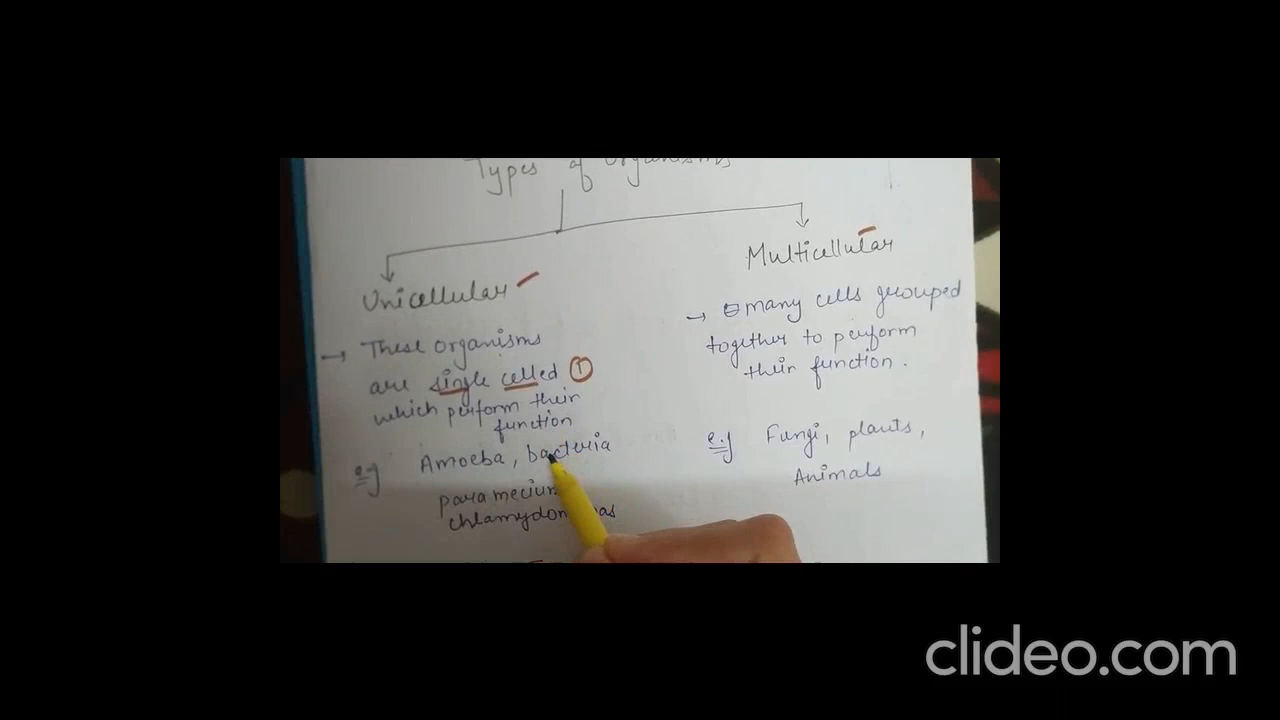 Types of organisms
Unicellular
→ These organisms
are single celled ①
which perform their
function
e.g Amoeba, bacteria
paramecium
chlamydomonas
Multicellular
→ many cells grouped
together to perform
their function.
e.g Fungi, plants,
Animals
clideo.com